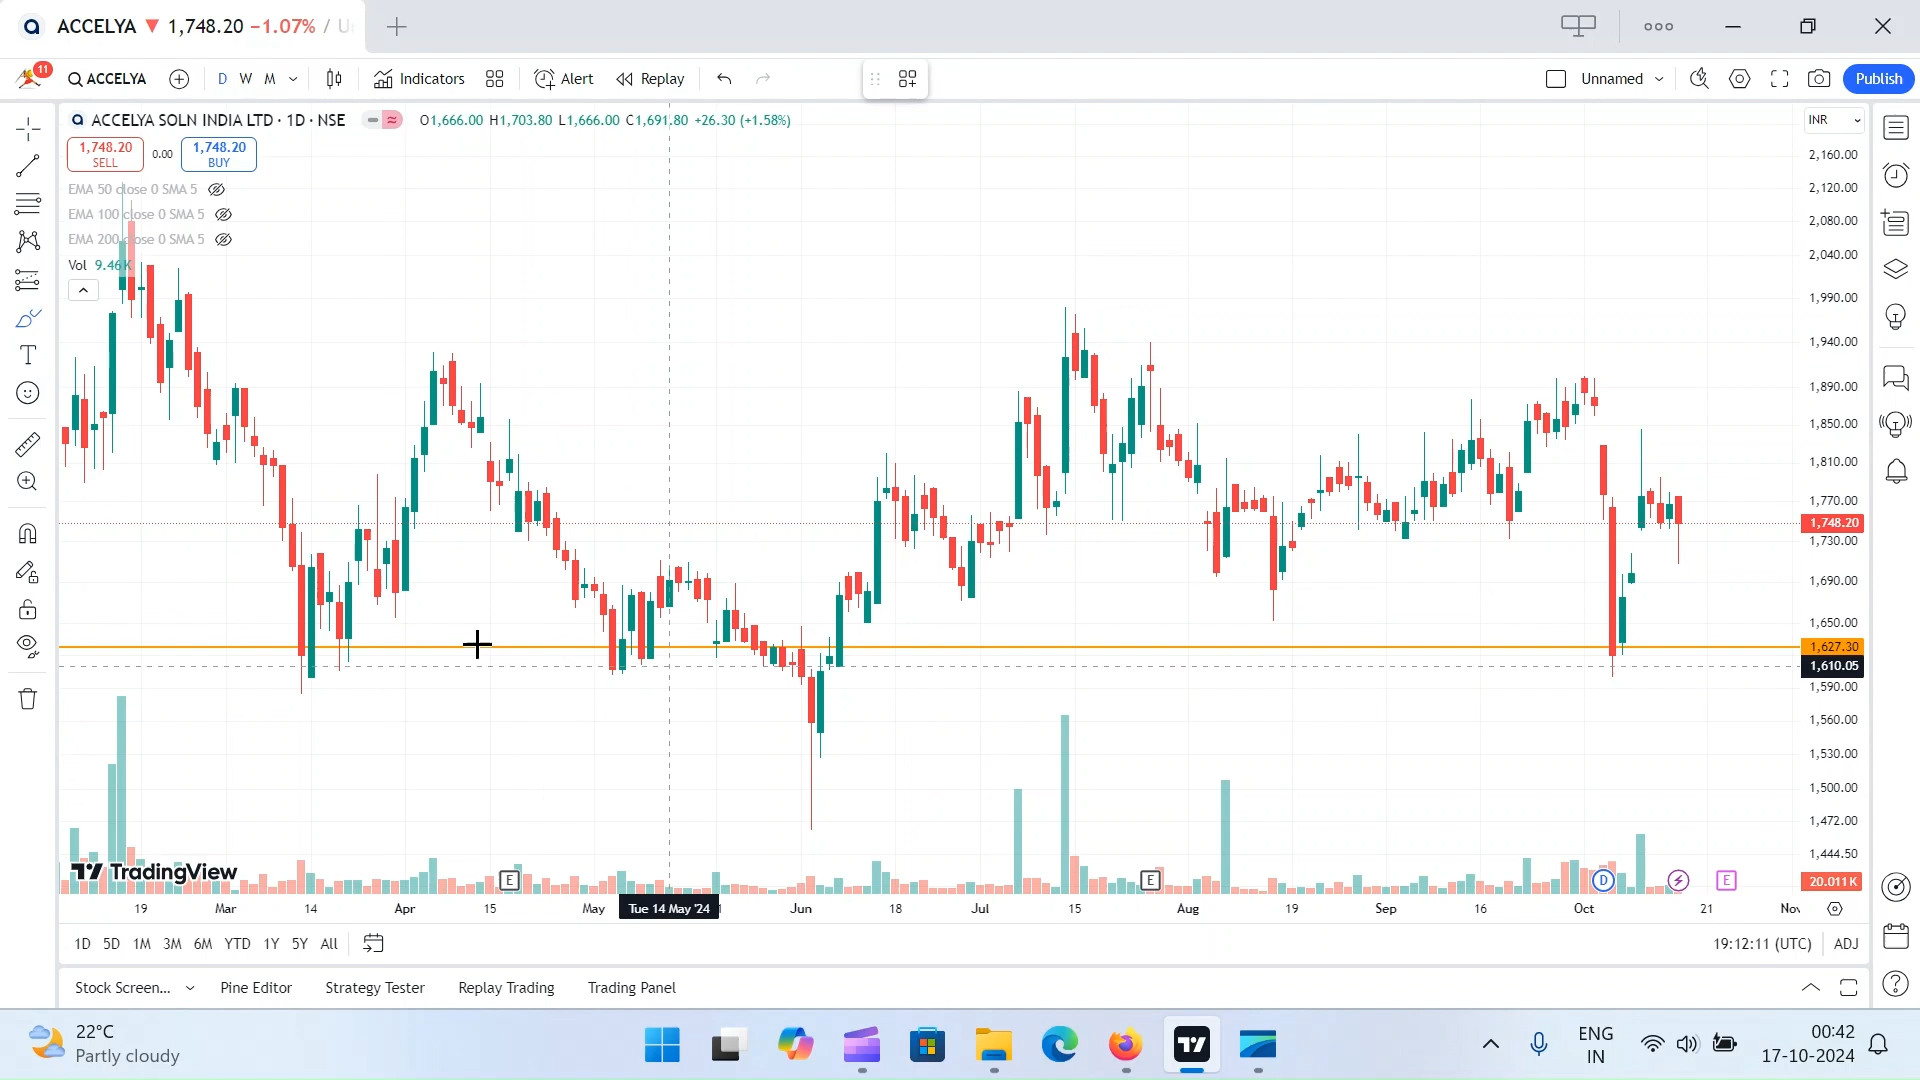 ACCELYA ▼ 1,748.20 −1.07% / U
11 ACCELYA D W M Indicators Alert Replay Unnamed Publish
ACCELYA SOLN INDIA LTD · 1D · NSE O1,666.00 H1,703.80 L1,666.00 C1,691.80 +26.30 (+1.58%)
INR
1,748.20 SELL 0.00 1,748.20 BUY
EMA 50 close 0 SMA 5
EMA 100 close 0 SMA 5
EMA 200 close 0 SMA 5
Vol 9.46K
2,160.00
2,120.00
2,080.00
2,040.00
1,990.00
1,940.00
1,890.00
1,850.00
1,810.00
1,770.00
1,748.20
1,730.00
1,690.00
1,650.00
1,627.30
1,610.05
1,590.00
1,560.00
1,530.00
1,500.00
1,472.00
1,444.50
20.011K
TradingView
E E D E
19 Mar 14 Apr 15 May Tue 14 May '24 Jun 18 Jul 15 Aug 19 Sep 16 Oct 21 Nov
1D 5D 1M 3M 6M YTD 1Y 5Y All 19:12:11 (UTC) ADJ
Stock Screen... Pine Editor Strategy Tester Replay Trading Trading Panel
22°C
Partly cloudy
ENG
IN
00:42
17-10-2024